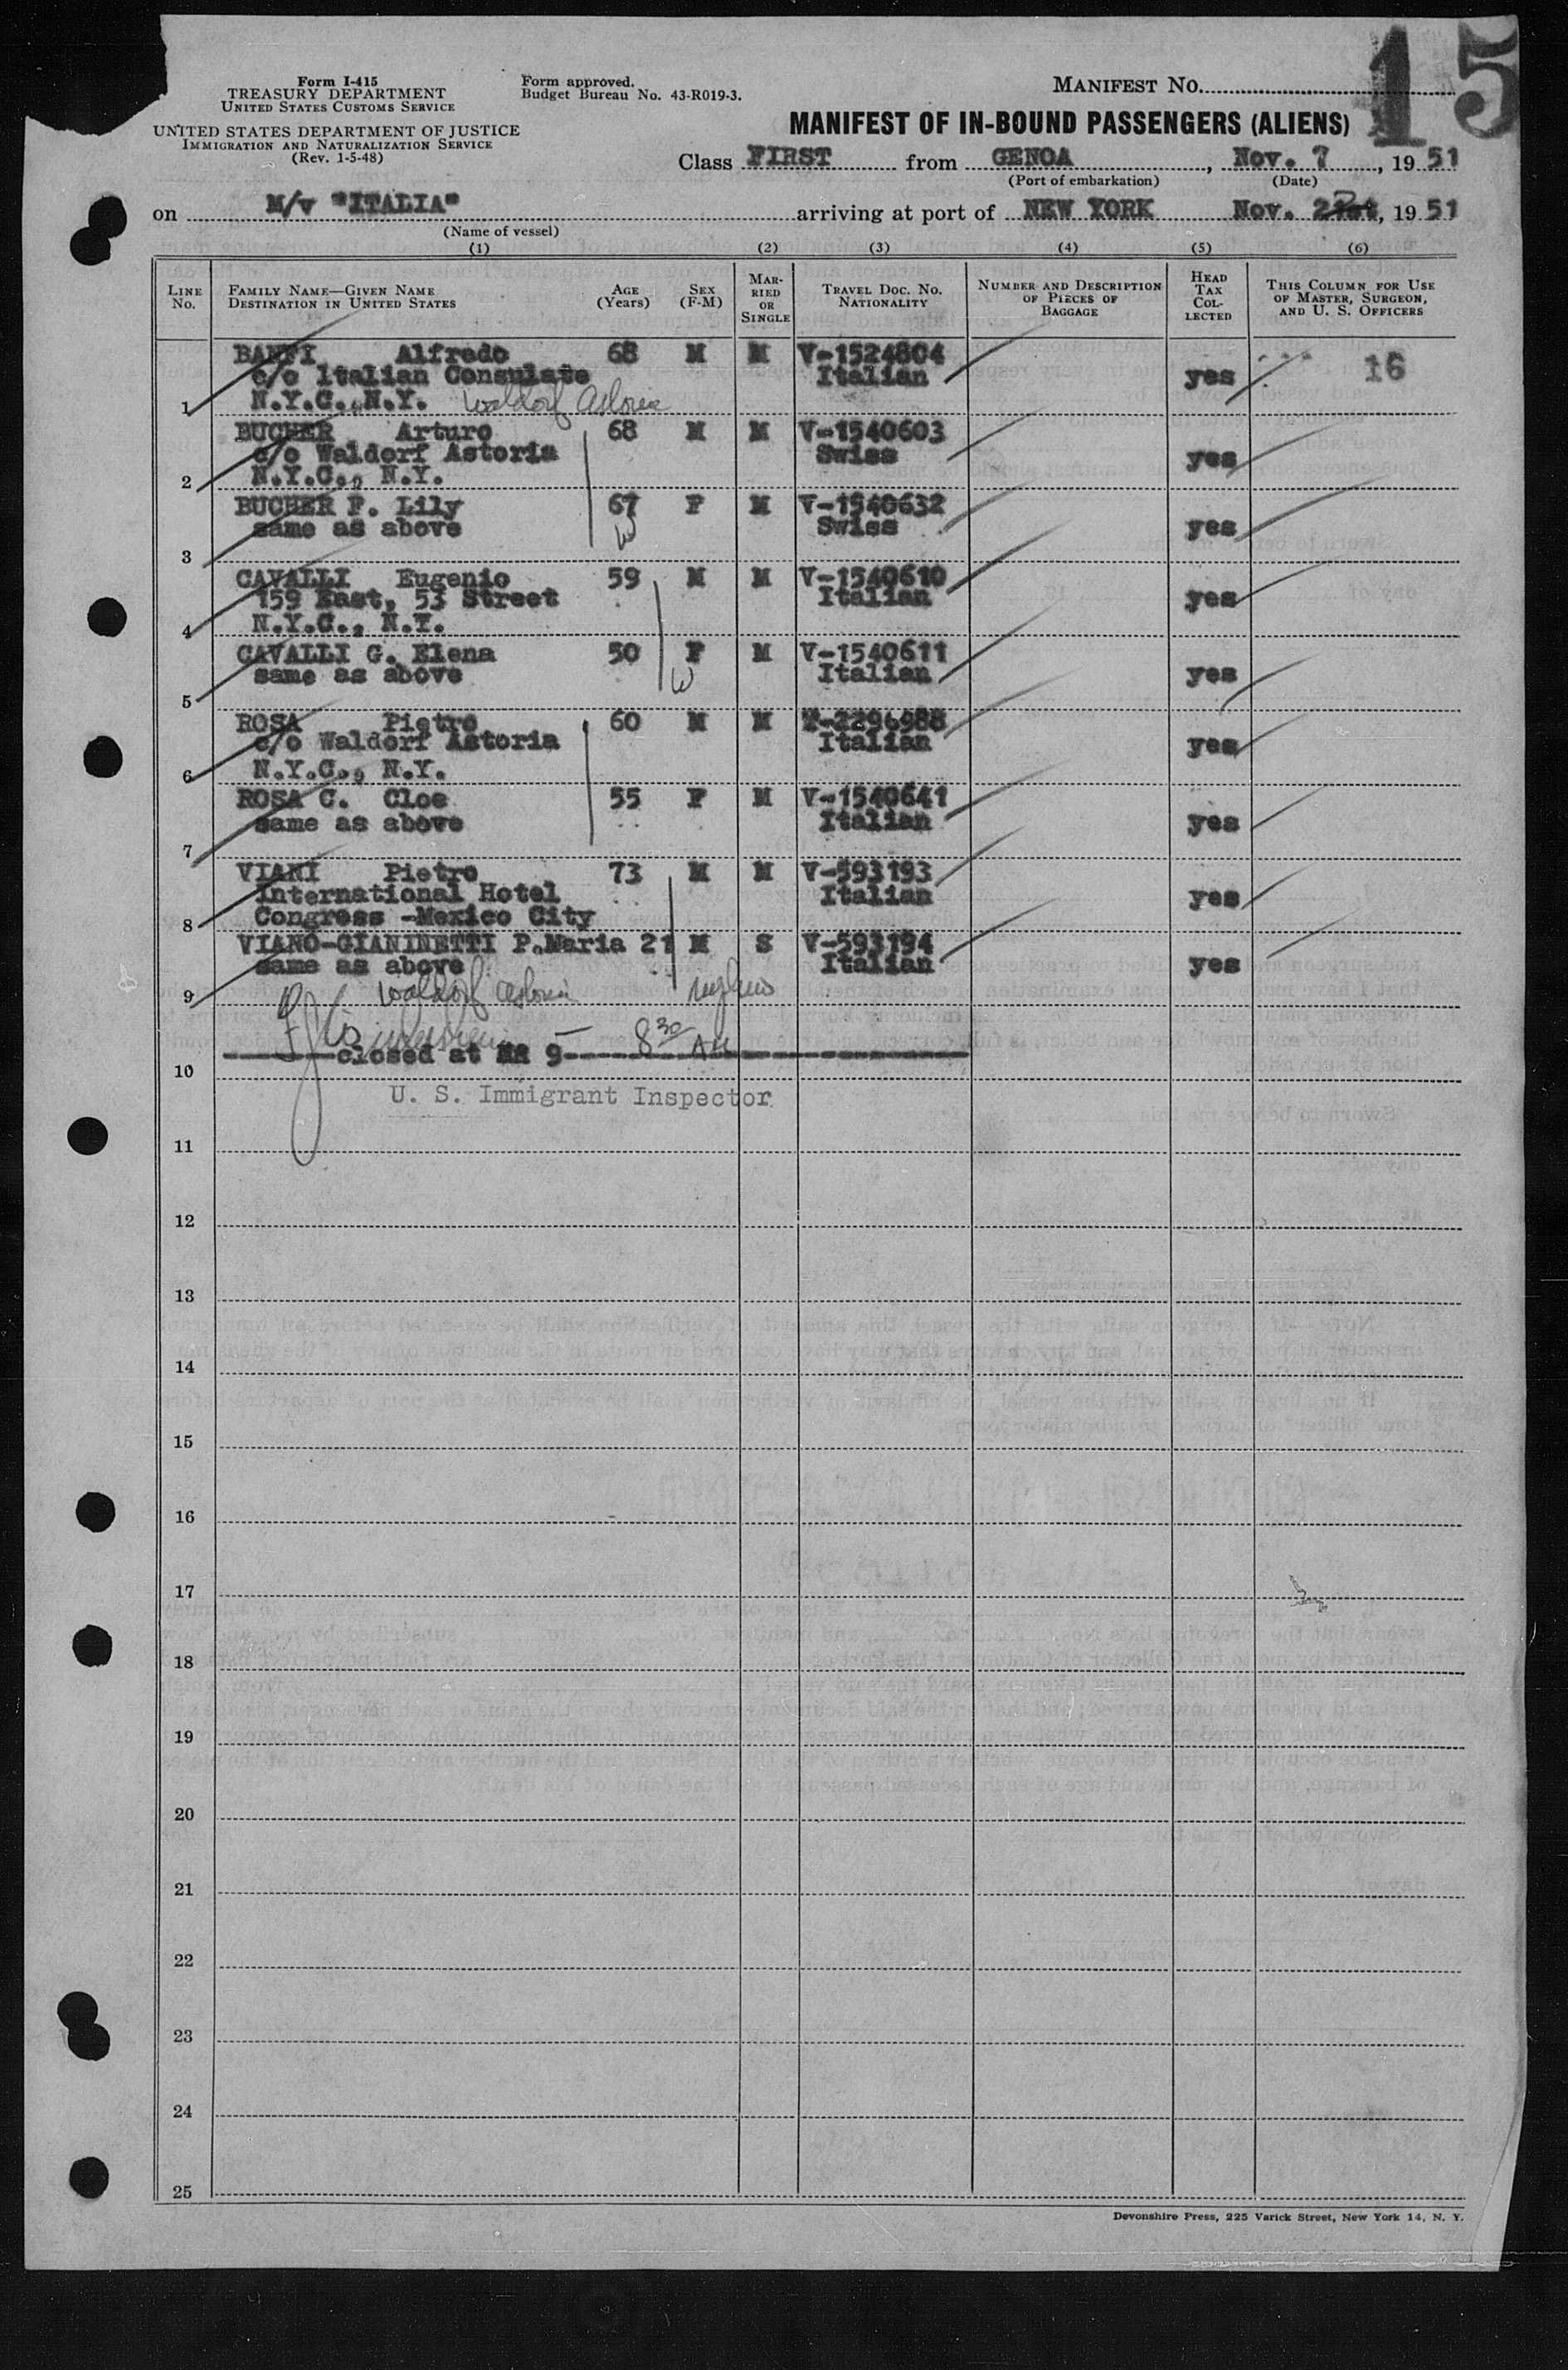 15
Form I-415
TREASURY DEPARTMENT
UNITED STATES CUSTOMS SERVICE
UNITED STATES DEPARTMENT OF JUSTICE
IMMIGRATION AND NATURALIZATION SERVICE
(Rev. 1-5-48)
Form approved.
Budget Bureau No. 43-R019-3.
MANIFEST NO.
MANIFEST OF IN-BOUND PASSENGERS (ALIENS)
Class FIRST from GENOA, Nov. 7, 1951
(Port of embarkation) (Date)
on M/v "ITALIA" arriving at port of NEW YORK Nov. 1951
(Name of vessel)
(1) (2) (3) (4) (5) (6)
LINE No. FAMILY NAME—GIVEN NAME DESTINATION IN UNITED STATES AGE (YEARS) SEX (F-M) MARRIED OR SINGLE TRAVEL DOC. NO. NATIONALITY NUMBER AND DESCRIPTION OF PIECES OF BAGGAGE HEAD TAX COLLECTED THIS COLUMN FOR USE OF MASTER, SURGEON, AND U. S. OFFICERS
BANFI Alfredo 68 M M V-1524804 16
c/o Italian Consulate Italian yes
1 N.Y.C., N.Y. Waldorf Astoria
BUCHER Arturo 68 M M V-1540603
c/o Waldorf Astoria Swiss yes
2 N.Y.C., N.Y.
BUCHER F. Lily 67 F M V-1540632
same as above W Swiss yes
3
CAVALLI Eugenio 59 M M V-1540610
159 East, 53 Street Italian yes
4 N.Y.C., N.Y.
CAVALLI G. Elena 50 F M V-1540611
same as above W Italian yes
5
ROSA Pietro 60 M M T-2296988
c/o Waldorf Astoria Italian yes
6 N.Y.C., N.Y.
ROSA C. Cloe 55 F M V-1540641
same as above Italian yes
7
VIANI Pietro 73 M M V-593193
International Hotel Italian yes
8 Congress -Mexico City
VIANO-GIANINETTI P.Maria 21 M S V-593194
same as above Italian yes
9 Waldorf Astoria nephew
closed at 9 8 30 AM
10
U. S. Immigrant Inspector
11
12
13
14
15
16
17
18
19
20
21
22
23
24
25
Devonshire Press, 225 Varick Street, New York 14, N. Y.